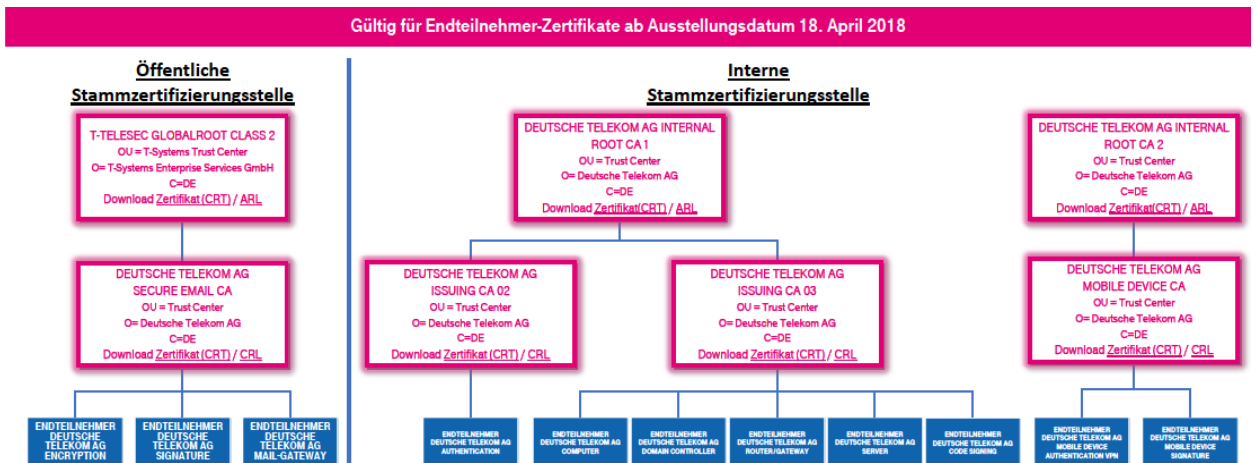 Gültig für Endteilnehmer-Zertifikate ab Ausstellungsdatum 18. April 2018
Öffentliche
Stammzertifizierungsstelle
Interne
Stammzertifizierungsstelle
T-TELESEC GLOBALROOT CLASS 2
OU = T-Systems Trust Center
O= T-Systems Enterprise Services GmbH
C=DE
Download Zertifikat (CRT) / ARL
DEUTSCHE TELEKOM AG INTERNAL
ROOT CA 1
OU = Trust Center
O= Deutsche Telekom AG
C=DE
Download Zertifikat(CRT) / ARL
DEUTSCHE TELEKOM AG INTERNAL
ROOT CA 2
OU = Trust Center
O= Deutsche Telekom AG
C=DE
Download Zertifikat(CRT) / ARL
DEUTSCHE TELEKOM AG
SECURE EMAIL CA
OU = Trust Center
O= Deutsche Telekom AG
C=DE
Download Zertifikat (CRT) / CRL
DEUTSCHE TELEKOM AG
ISSUING CA 02
OU = Trust Center
O= Deutsche Telekom AG
C=DE
Download Zertifikat (CRT) / CRL
DEUTSCHE TELEKOM AG
ISSUING CA 03
OU = Trust Center
O= Deutsche Telekom AG
C=DE
Download Zertifikat (CRT) / CRL
DEUTSCHE TELEKOM AG
MOBILE DEVICE CA
OU = Trust Center
O= Deutsche Telekom AG
C=DE
Download Zertifikat (CRT) / CRL
ENDTEILNEHMER
DEUTSCHE
TELEKOM AG
ENCRYPTION
ENDTEILNEHMER
DEUTSCHE
TELEKOM AG
SIGNATURE
ENDTEILNEHMER
DEUTSCHE
TELEKOM AG
MAIL-GATEWAY
ENDTEILNEHMER
DEUTSCHE TELEKOM AG
AUTHENTICATION
ENDTEILNEHMER
DEUTSCHE TELEKOM AG
COMPUTER
ENDTEILNEHMER
DEUTSCHE TELEKOM AG
DOMAIN CONTROLLER
ENDTEILNEHMER
DEUTSCHE TELEKOM AG
ROUTER/GATEWAY
ENDTEILNEHMER
DEUTSCHE TELEKOM AG
SERVER
ENDTEILNEHMER
DEUTSCHE TELEKOM AG
CODE SIGNING
ENDTEILNEHMER
DEUTSCHE TELEKOM AG
MOBILE DEVICE
AUTHENTICATION VPN
ENDTEILNEHMER
DEUTSCHE TELEKOM AG
MOBILE DEVICE
SIGNATURE